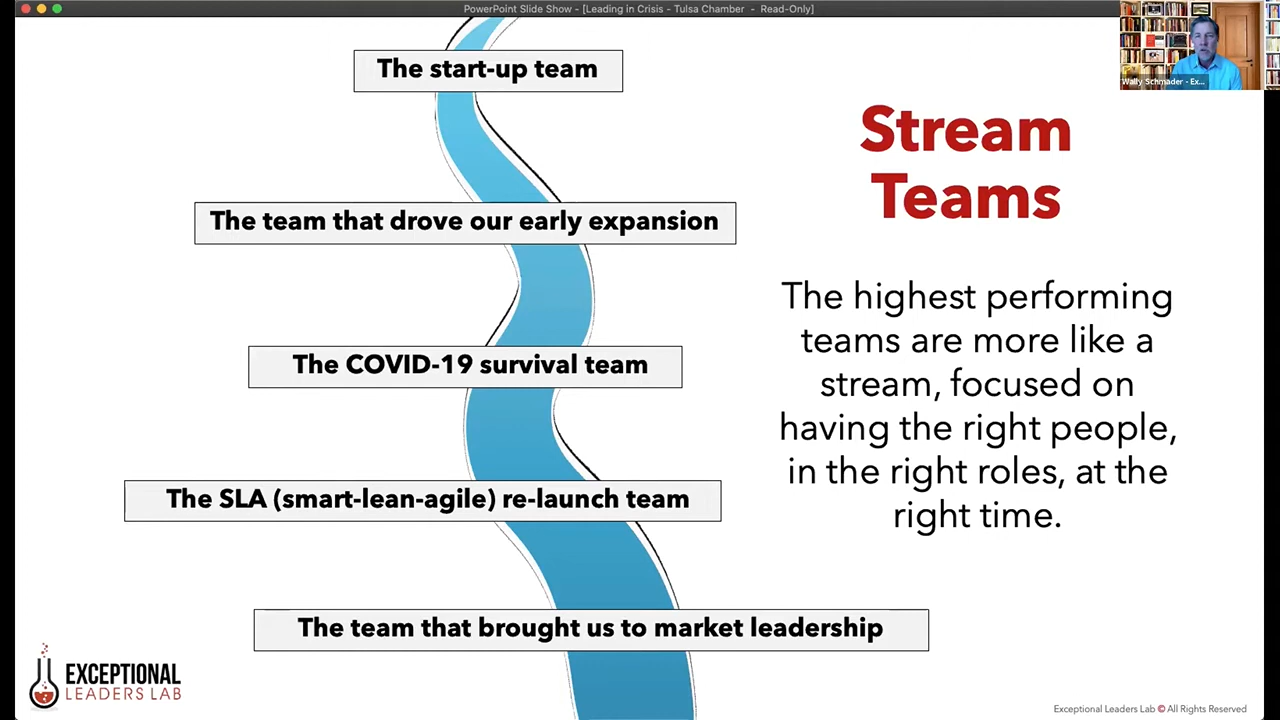 PowerPoint Slide Show - [Leading in Crisis - Tulsa Chamber - Read-Only]
Wally Schmader - Ex...
The start-up team
The team that drove our early expansion
The COVID-19 survival team
The SLA (smart-lean-agile) re-launch team
The team that brought us to market leadership
Stream
Teams
The highest performing
teams are more like a
stream, focused on
having the right people,
in the right roles, at the
right time.
EXCEPTIONAL
LEADERS LAB
Exceptional Leaders Lab © All Rights Reserved